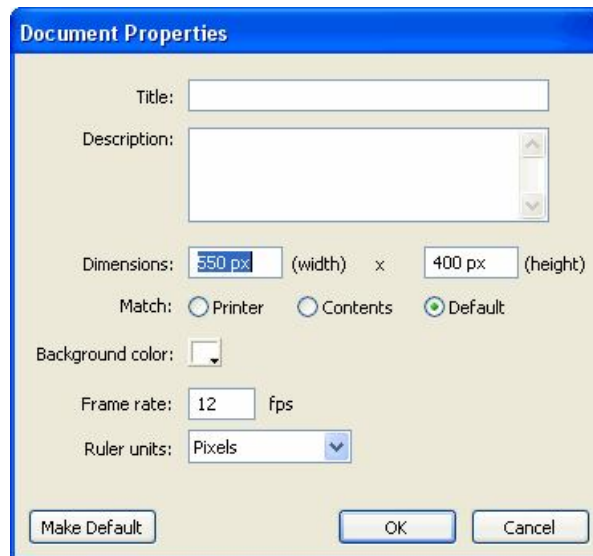 Document Properties
Title:
Description:
Dimensions: 550 px (width) x 400 px (height)
Match: Printer Contents Default
Background color:
Frame rate: 12 fps
Ruler units: Pixels
Make Default OK Cancel